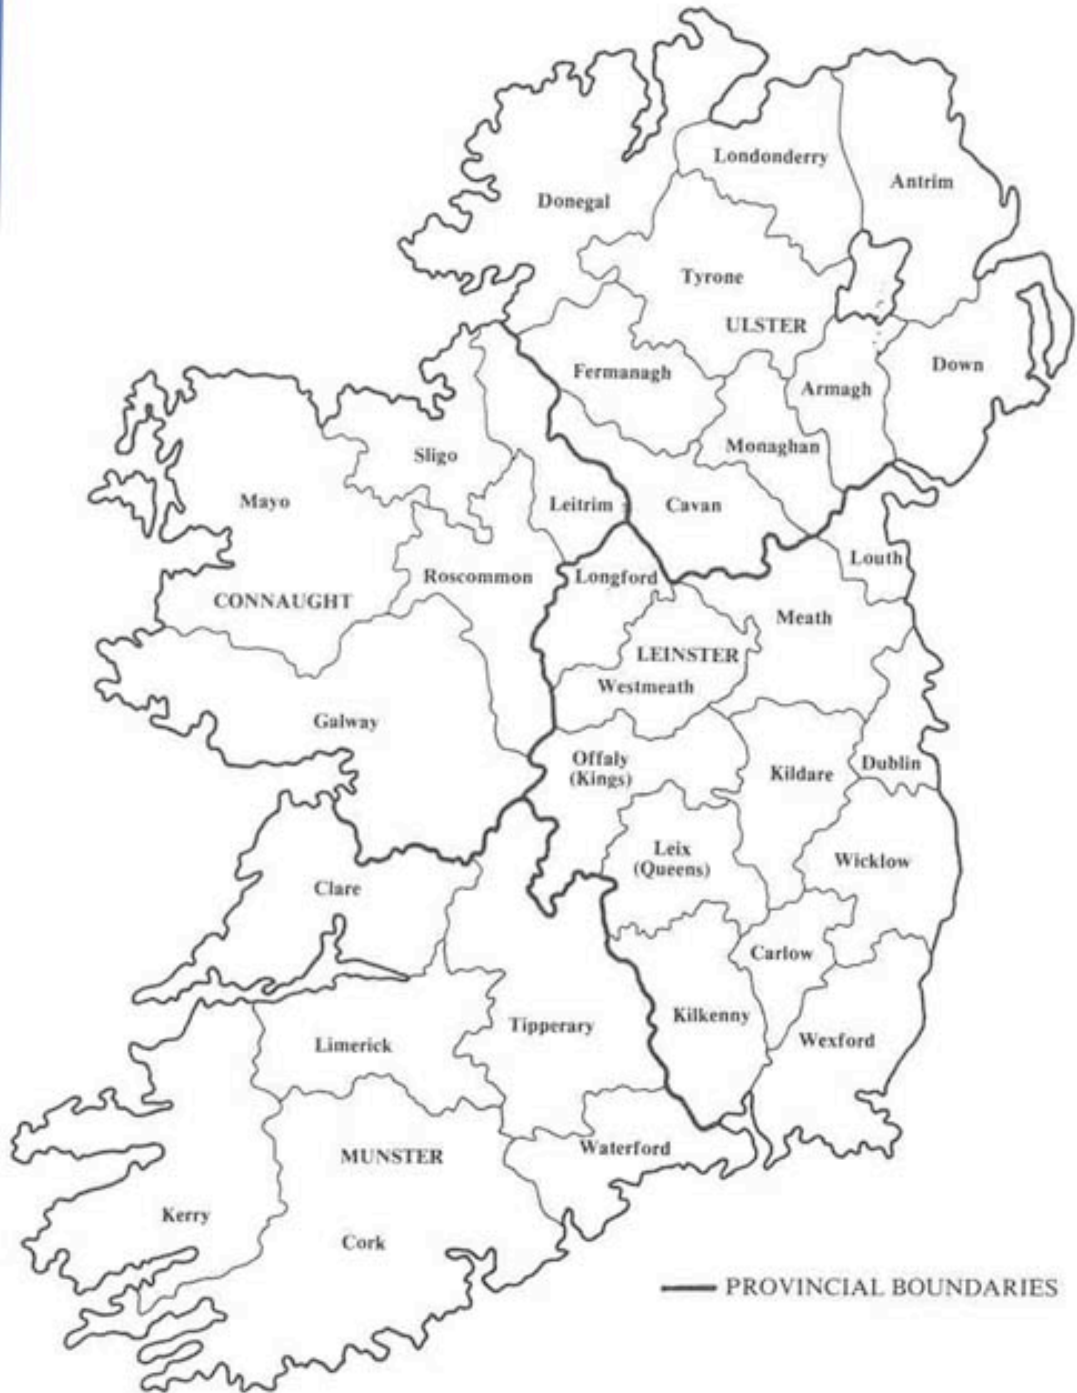 Londonderry
Antrim
Donegal
Tyrone
ULSTER
Down
Fermanagh
Armagh
Monaghan
Sligo
Mayo
Leitrim
Cavan
Louth
Roscommon
Longford
CONNAUGHT
Meath
LEINSTER
Westmeath
Galway
Offaly
(Kings)
Kildare
Dublin
Leix
(Queens)
Wicklow
Clare
Carlow
Kilkenny
Tipperary
Wexford
Limerick
Waterford
MUNSTER
Kerry
Cork
PROVINCIAL BOUNDARIES